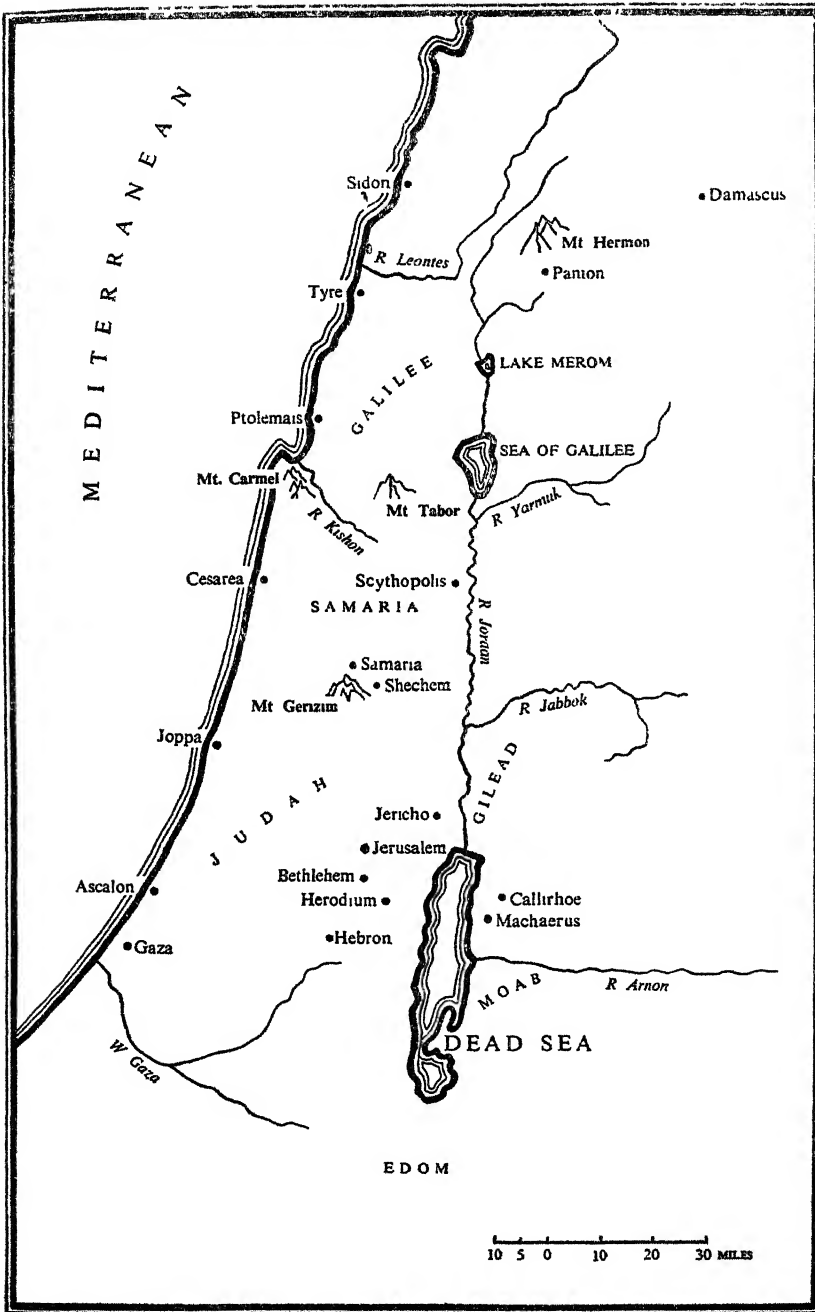 MEDITERRANEAN
Sidon
Damascus
Mt Hermon
R Leontes
Panion
Tyre
LAKE MEROM
GALILEE
Ptolemais
SEA OF GALILEE
Mt. Carmel
Mt Tabor
R Yarmuk
R Kishon
Cesarea
Scythopolis
SAMARIA
R Jordan
Samaria
Shechem
Mt Gerizim
R Jabbok
Joppa
GILEAD
JUDAH
Jericho
Jerusalem
Bethlehem
Ascalon
Herodium
Callirhoe
Machaerus
Gaza
Hebron
MOAB
R Arnon
W Gaza
DEAD SEA
EDOM
10 5 0 10 20 30 MILES